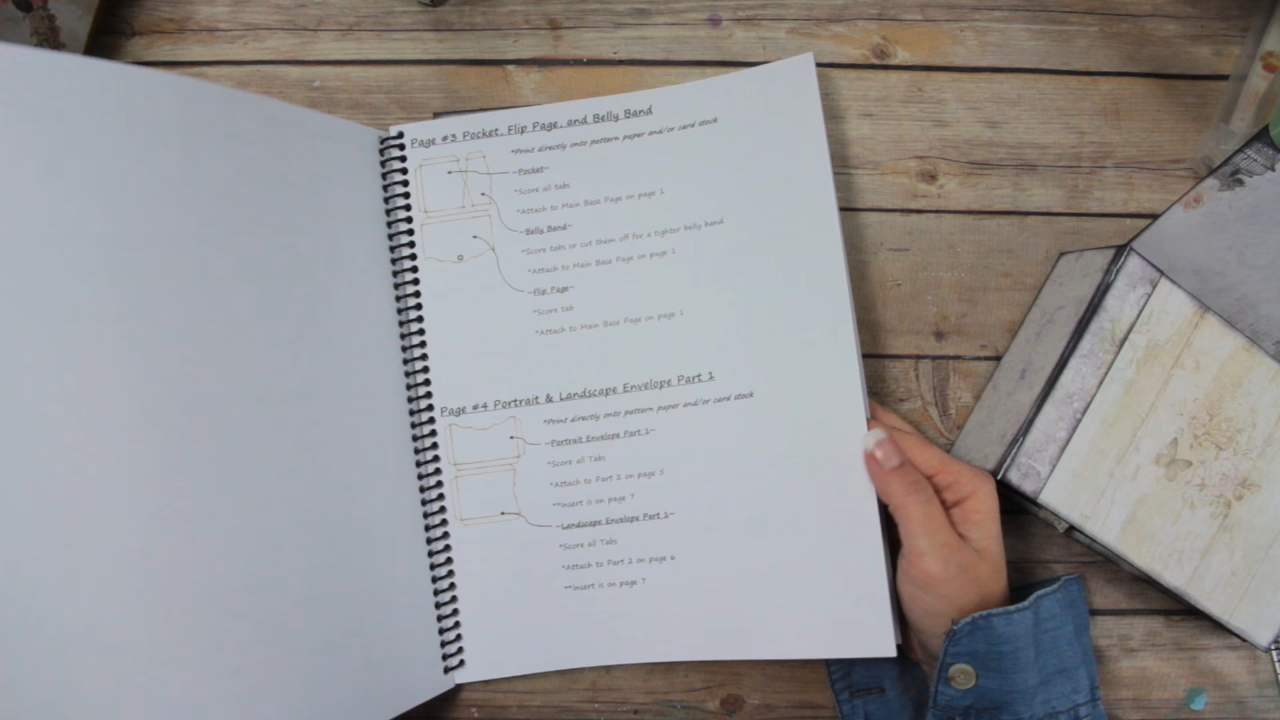 Page #3 Pocket, Flip Page, and Belly Band
*Print directly onto pattern paper and/or card stock
~Pocket~
*Score all tabs
*Attach to Main Base Page on page 1
~Belly Band~
*Score tabs or cut them off for a tighter belly band.
*Attach to Main Base Page on page 1
~Flip Page~
*Score tab
*Attach to Main Base Page on page 1
Page #4 Portrait & Landscape Envelope Part 1
*Print directly onto pattern paper and/or card stock
~Portrait Envelope Part 1~
*Score all Tabs
*Attach to Part 2 on page 5
**Insert is on page 7
~Landscape Envelope Part 1~
*Score all Tabs
*Attach to Part 2 on page 6
**Insert is on page 7